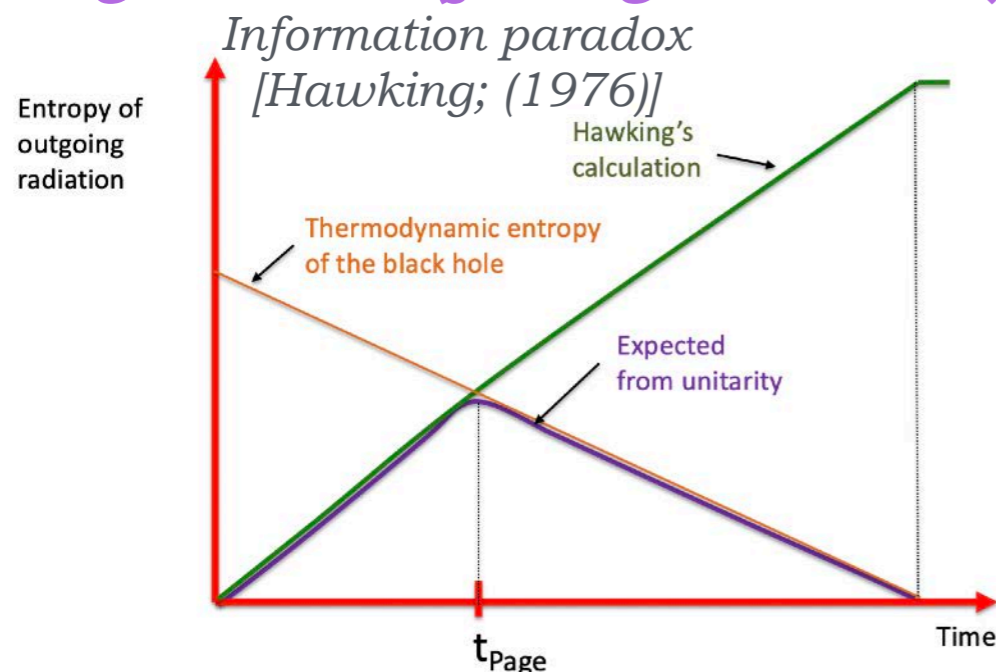 Information paradox
[Hawking; (1976)]
Entropy of
outgoing
radiation
Hawking's
calculation
Thermodynamic entropy
of the black hole
Expected
from unitarity
tPage
Time